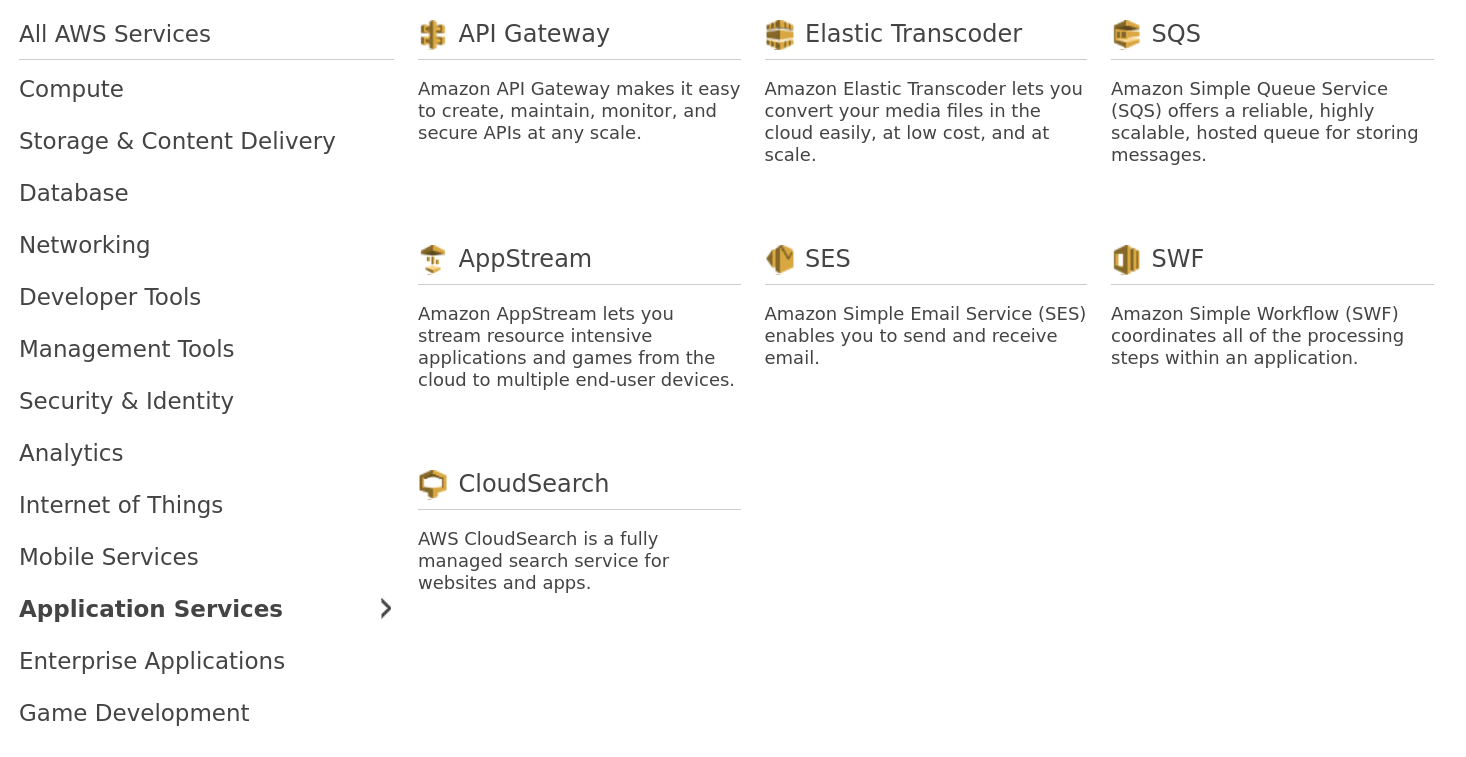 All AWS Services
Compute
Storage & Content Delivery
Database
Networking
Developer Tools
Management Tools
Security & Identity
Analytics
Internet of Things
Mobile Services
Application Services
Enterprise Applications
Game Development
API Gateway
Amazon API Gateway makes it easy
to create, maintain, monitor, and
secure APIs at any scale.
Elastic Transcoder
Amazon Elastic Transcoder lets you
convert your media files in the
cloud easily, at low cost, and at
scale.
SQS
Amazon Simple Queue Service
(SQS) offers a reliable, highly
scalable, hosted queue for storing
messages.
AppStream
Amazon AppStream lets you
stream resource intensive
applications and games from the
cloud to multiple end-user devices.
SES
Amazon Simple Email Service (SES)
enables you to send and receive
email.
SWF
Amazon Simple Workflow (SWF)
coordinates all of the processing
steps within an application.
CloudSearch
AWS CloudSearch is a fully
managed search service for
websites and apps.